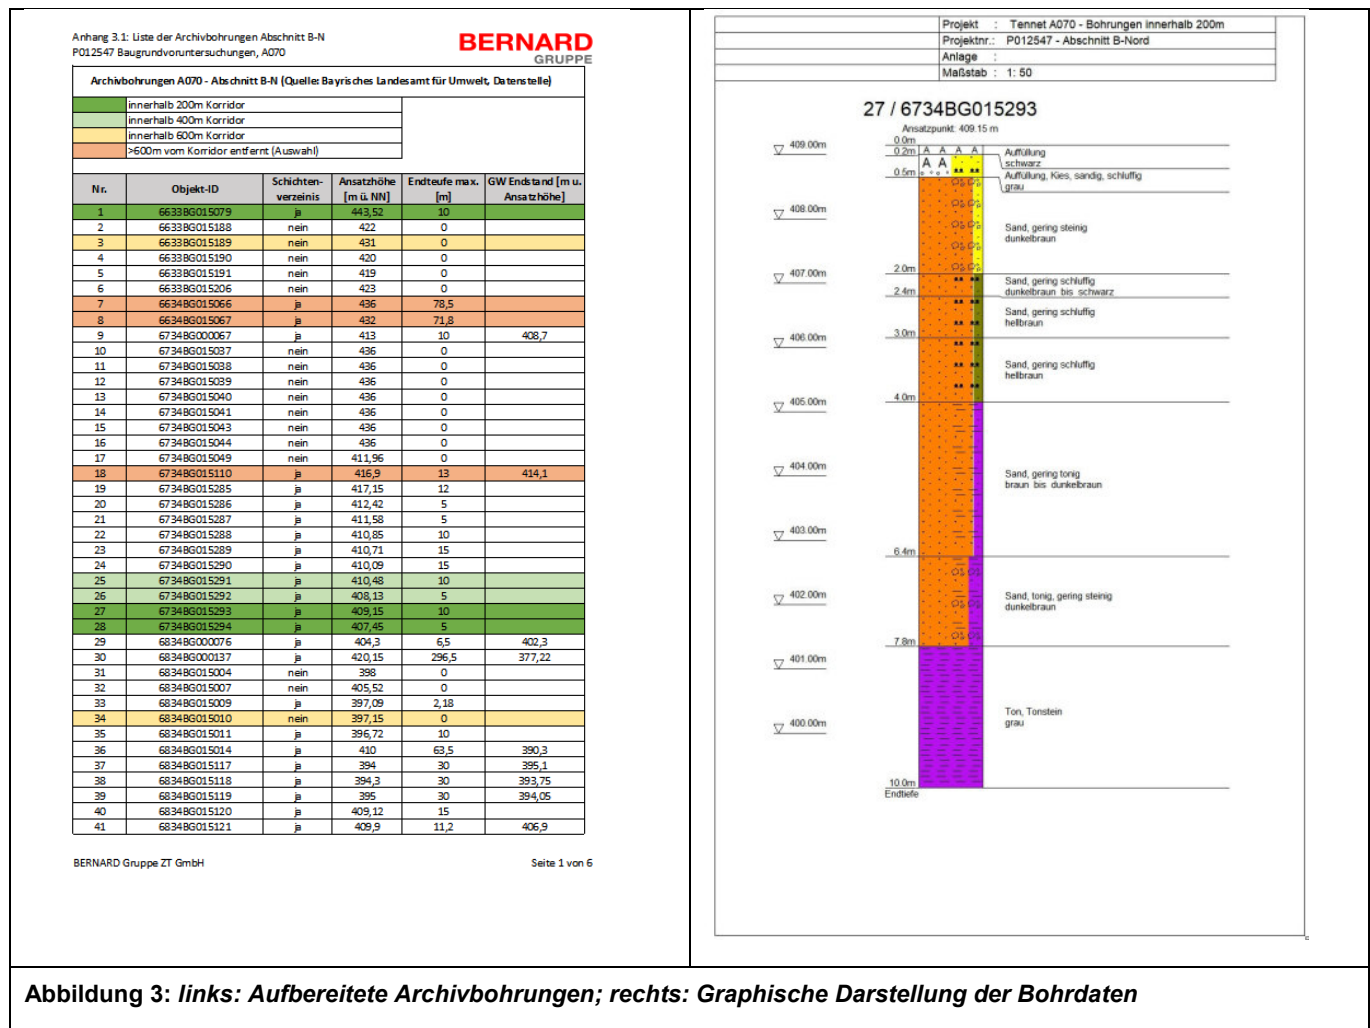 Anhang 3.1: Liste der Archivbohrungen Abschnitt B-N
P012547 Baugrundvoruntersuchungen, A070
BERNARD
GRUPPE
Archivbohrungen A070 - Abschnitt B-N (Quelle: Bayrisches Landesamt für Umwelt, Datenstelle)
innerhalb 200m Korridor
innerhalb 400m Korridor
innerhalb 600m Korridor
>600m vom Korridor entfernt (Auswahl)
Nr. Objekt-ID Schichten-verzeinis Ansatzhöhe [m ü. NN] Endteufe max. [m] GW Endstand [m u. Ansatzhöhe]
1 6633BG015079 ja 443,52 10
2 6633BG015188 nein 422 0
3 6633BG015189 nein 431 0
4 6633BG015190 nein 420 0
5 6633BG015191 nein 419 0
6 6633BG015206 nein 423 0
7 6634BG015066 ja 436 78,5
8 6634BG015067 ja 432 71,8
9 6734BG000067 ja 413 10 408,7
10 6734BG015037 nein 436 0
11 6734BG015038 nein 436 0
12 6734BG015039 nein 436 0
13 6734BG015040 nein 436 0
14 6734BG015041 nein 436 0
15 6734BG015043 nein 436 0
16 6734BG015044 nein 436 0
17 6734BG015049 nein 411,96 0
18 6734BG015110 ja 416,9 13 414,1
19 6734BG015285 ja 417,15 12
20 6734BG015286 ja 412,42 5
21 6734BG015287 ja 411,58 5
22 6734BG015288 ja 410,85 10
23 6734BG015289 ja 410,71 15
24 6734BG015290 ja 410,09 15
25 6734BG015291 ja 410,48 10
26 6734BG015292 ja 408,13 5
27 6734BG015293 ja 409,15 10
28 6734BG015294 ja 407,45 5
29 6834BG000076 ja 404,3 6,5 402,3
30 6834BG000137 ja 420,15 296,5 377,22
31 6834BG015004 nein 398 0
32 6834BG015007 nein 405,52 0
33 6834BG015009 ja 397,09 2,18
34 6834BG015010 nein 397,15 0
35 6834BG015011 ja 396,72 10
36 6834BG015014 ja 410 63,5 390,3
37 6834BG015117 ja 394 30 395,1
38 6834BG015118 ja 394,3 30 393,75
39 6834BG015119 ja 395 30 394,05
40 6834BG015120 ja 409,12 15
41 6834BG015121 ja 409,9 11,2 406,9
BERNARD Gruppe ZT GmbH Seite 1 von 6
Projekt : Tennet A070 - Bohrungen innerhalb 200m
Projektnr.: P012547 - Abschnitt B-Nord
Anlage :
Maßstab : 1: 50
27 / 6734BG015293
Ansatzpunkt: 409.15 m
409.00m
408.00m
407.00m
406.00m
405.00m
404.00m
403.00m
402.00m
401.00m
400.00m
0.0m
0.2m
0.5m
2.0m
2.4m
3.0m
4.0m
6.4m
7.8m
10.0m
Endtiefe
A A A A
A A
Auffüllung
schwarz
Auffüllung, Kies, sandig, schluffig
grau
Sand, gering steinig
dunkelbraun
Sand, gering schluffig
dunkelbraun bis schwarz
Sand, gering schluffig
hellbraun
Sand, gering schluffig
hellbraun
Sand, gering tonig
braun bis dunkelbraun
Sand, tonig, gering steinig
dunkelbraun
Ton, Tonstein
grau
Abbildung 3: links: Aufbereitete Archivbohrungen; rechts: Graphische Darstellung der Bohrdaten